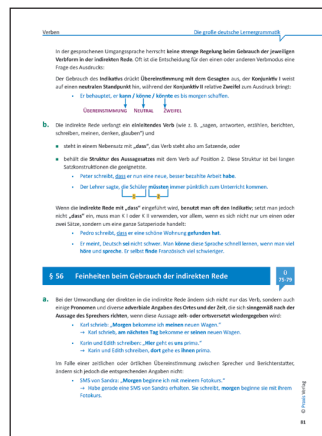 Verben
Die große deutsche Lernergrammatik
In der gesprochenen Umgangssprache herrscht keine strenge Regelung beim Gebrauch der jeweiligen
Verbform in der indirekten Rede. Oft ist die Entscheidung für den einen oder anderen Verbmodus eine
Frage des Ausdrucks:
Der Gebrauch des Indikativs drückt Übereinstimmung mit dem Gesagten aus, der Konjunktiv I weist
auf einen neutralen Standpunkt hin, während der Konjunktiv II relative Zweifel zum Ausdruck bringt:
• Er behauptet, er kann / könne / könnte es bis morgen schaffen.
ÜBEREINSTIMMUNG NEUTRAL ZWEIFEL
b. Die indirekte Rede verlangt ein einleitendes Verb (wie z. B. „sagen, antworten, erzählen, berichten,
schreiben, meinen, denken, glauben“) und
• steht in einem Nebensatz mit „dass“, das Verb steht also am Satzende, oder
• behält die Struktur des Aussagesatzes mit dem Verb auf Position 2. Diese Struktur ist bei langen
Satzkonstruktionen die geeignetste.
• Peter schreibt, dass er nun eine neue, besser bezahlte Arbeit habe.
• Der Lehrer sagte, die Schüler müssten immer pünktlich zum Unterricht kommen.
Wenn die indirekte Rede mit „dass“ eingeführt wird, benutzt man oft den Indikativ; setzt man jedoch
nicht „dass“ ein, muss man K I oder K II verwenden, vor allem, wenn es sich nicht nur um einen oder
zwei Sätze, sondern um eine ganze Satzperiode handelt:
• Pedro schreibt, dass er eine schöne Wohnung gefunden hat.
• Er meint, Deutsch sei nicht schwer. Man könne diese Sprache schnell lernen, wenn man viel
höre und spreche. Er selbst finde Französisch viel schwieriger.
§ 56 Feinheiten beim Gebrauch der indirekten Rede
Ü
75-79
a. Bei der Umwandlung der direkten in die indirekte Rede ändern sich nicht nur das Verb, sondern auch
einige Pronomen und diverse adverbiale Angaben des Ortes und der Zeit, die sich sinngemäß nach der
Aussage des Sprechers richten, wenn diese Aussage zeit- oder ortsversetzt wiedergegeben wird:
• Karl schrieb: „Morgen bekomme ich meinen neuen Wagen.“
→ Karl schrieb, am nächsten Tag bekomme er seinen neuen Wagen.
• Karin und Edith schreiben: „Hier geht es uns prima.“
→ Karin und Edith schreiben, dort gehe es ihnen prima.
Im Falle einer zeitlichen oder örtlichen Übereinstimmung zwischen Sprecher und Berichterstatter,
ändern sich jedoch die entsprechenden Angaben nicht:
• SMS von Sandra: „Morgen beginne ich mit meinem Fotokurs.“
→ Habe gerade eine SMS von Sandra erhalten. Sie schreibt, morgen beginne sie mit ihrem
Fotokurs.
81